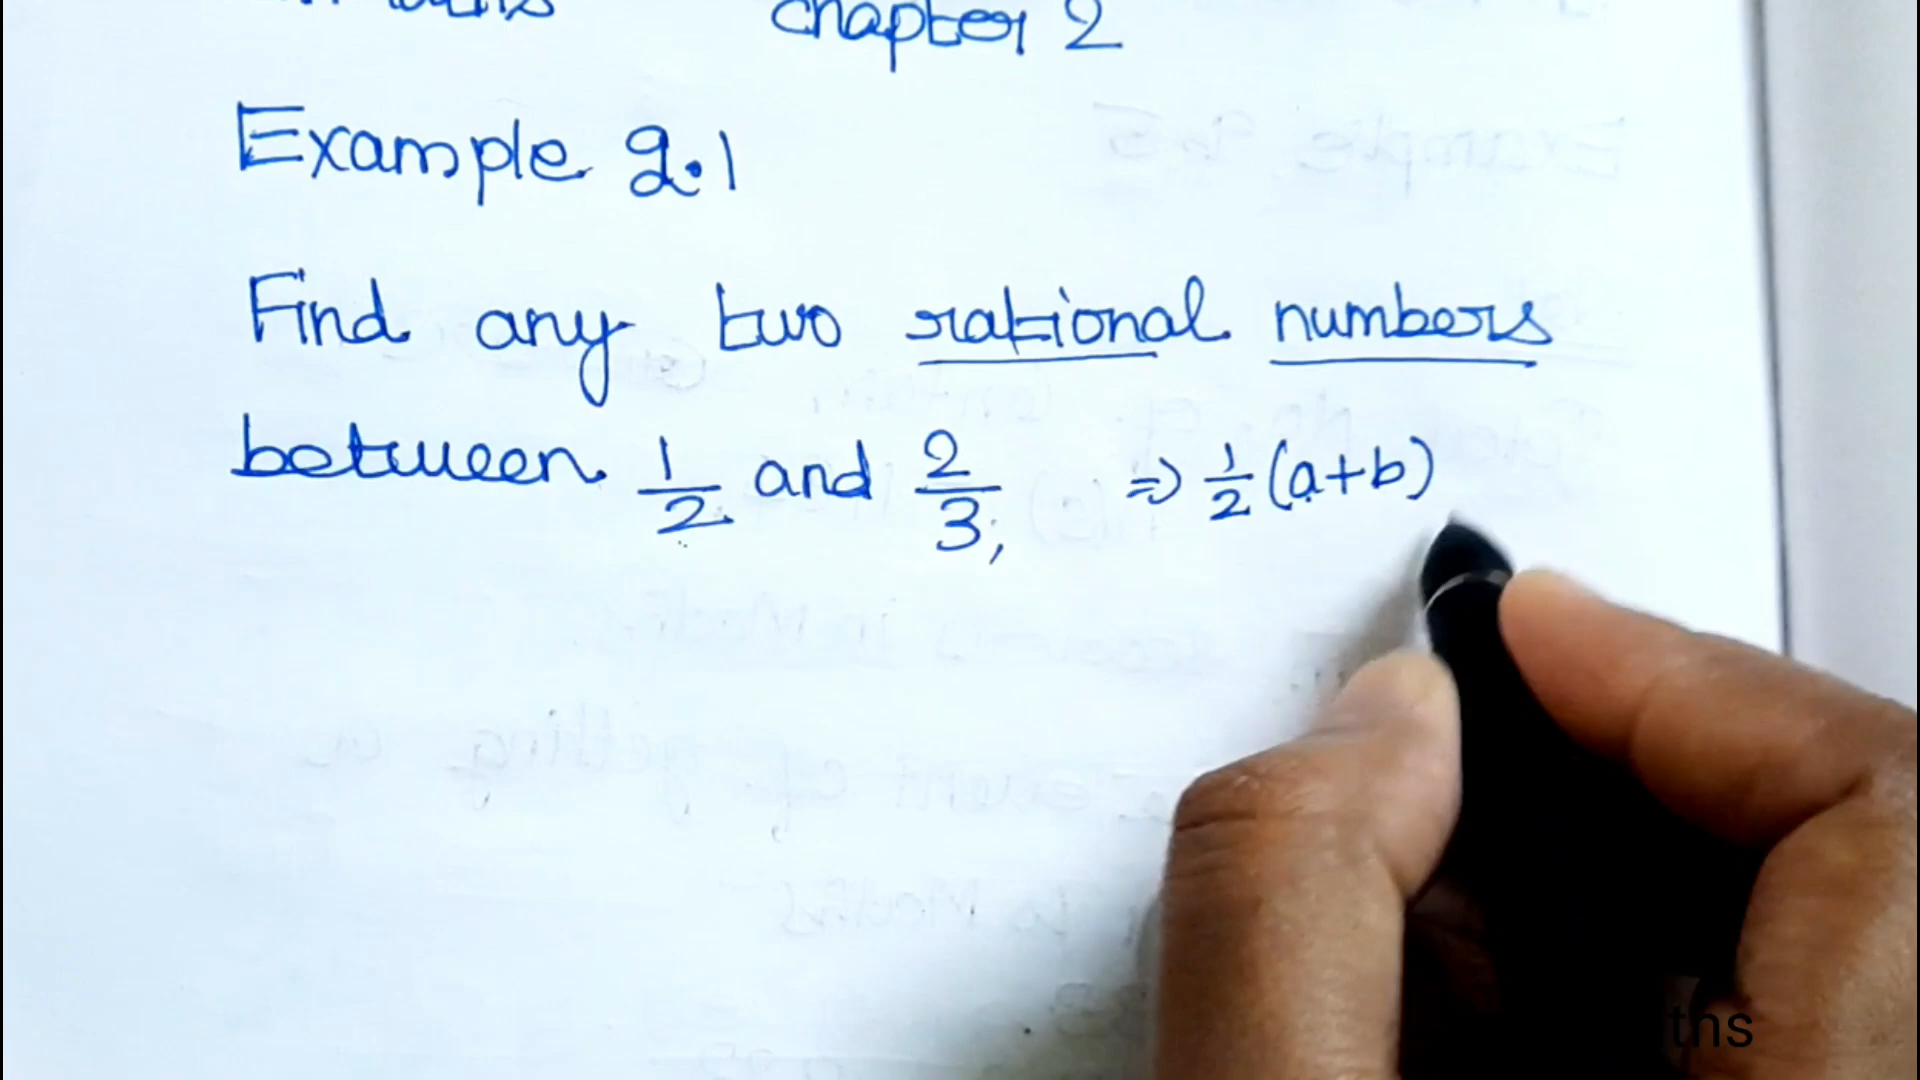 Chapter 2
Example 2.1
Find any two rational numbers
between 1/2 and 2/3, ⇒ 1/2 (a+b)